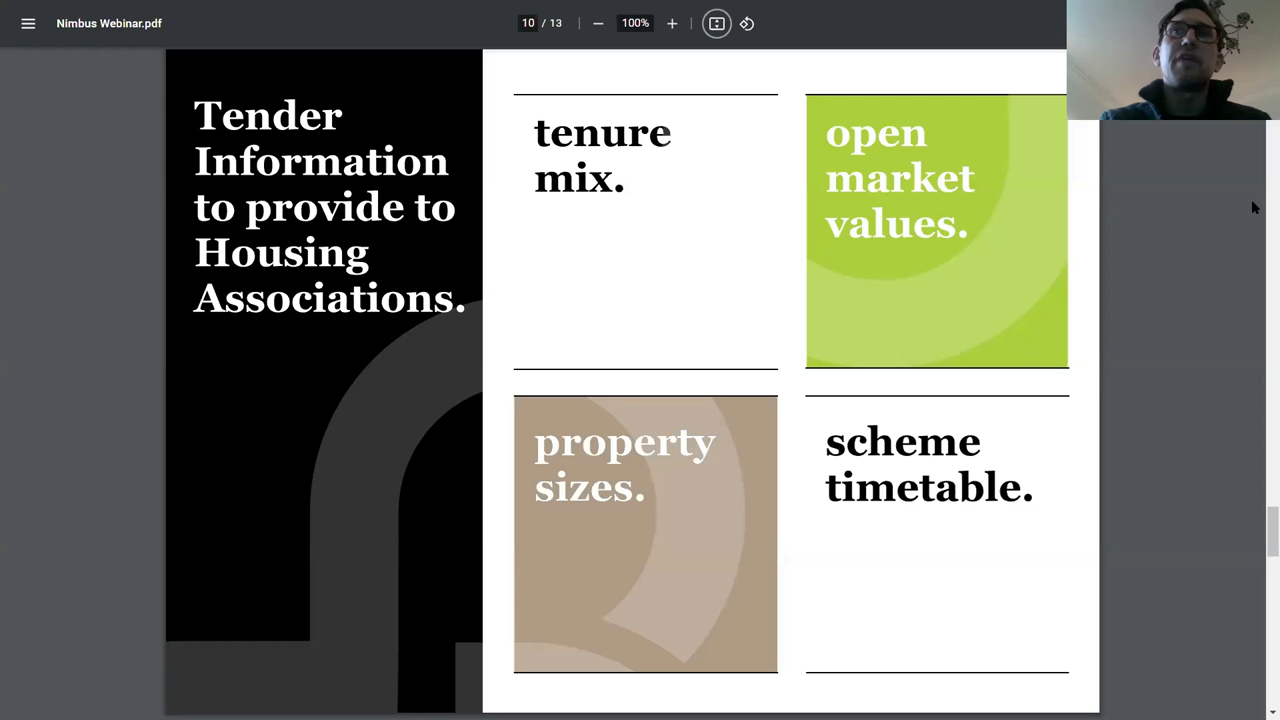 Nimbus Webinar.pdf
10 / 13
100%
Tender
Information
to provide to
Housing
Associations.
tenure
mix.
open
market
values.
property
sizes.
scheme
timetable.